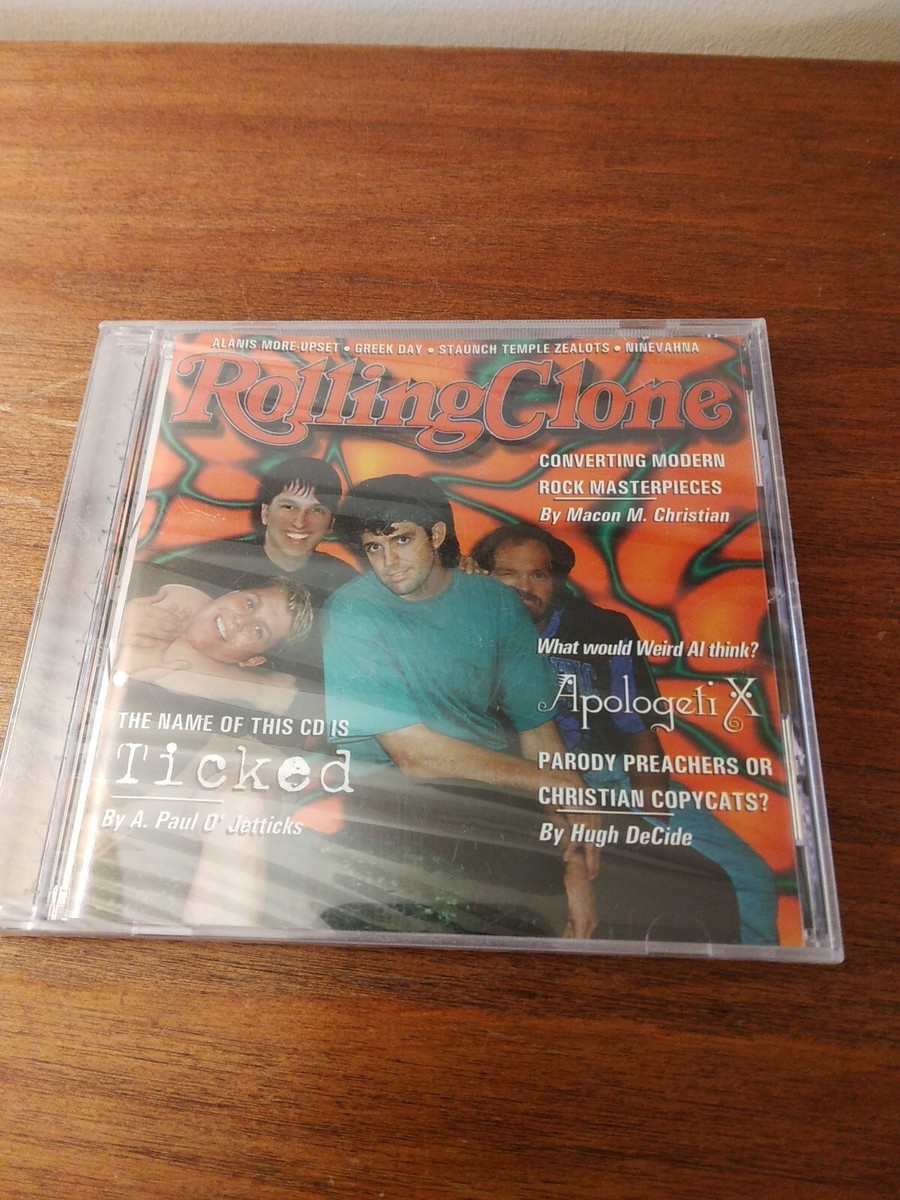 ALANIS MORE-UPSET • GREEK DAY • STAUNCH TEMPLE ZEALOTS • NINEVAHNA
RollingClone
CONVERTING MODERN
ROCK MASTERPIECES
By Macon M. Christian
What would Weird Al think?
ApologetiX
PARODY PREACHERS OR
CHRISTIAN COPYCATS?
By Hugh DeCide
THE NAME OF THIS CD IS
Ticked
By A. Paul O' Jetticks